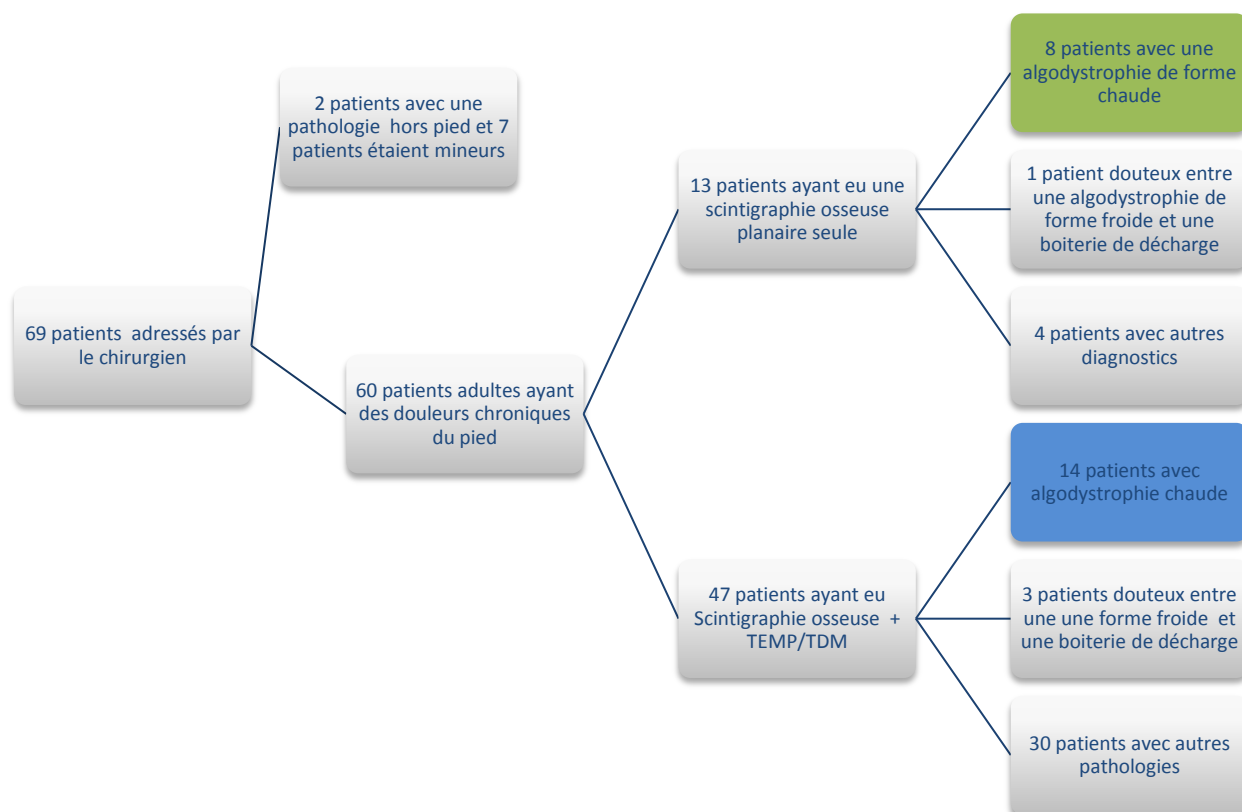 69 patients adressés par
le chirurgien
2 patients avec une
pathologie hors pied et 7
patients étaient mineurs
60 patients adultes ayant
des douleurs chroniques
du pied
13 patients ayant eu une
scintigraphie osseuse
planaire seule
8 patients avec une
algodystrophie de forme
chaude
1 patient douteux entre
une algodystrophie de
forme froide et une
boiterie de décharge
4 patients avec autres
diagnostics
47 patients ayant eu
Scintigraphie osseuse +
TEMP/TDM
14 patients avec
algodystrophie chaude
3 patients douteux entre
une une forme froide et
une boiterie de décharge
30 patients avec autres
pathologies